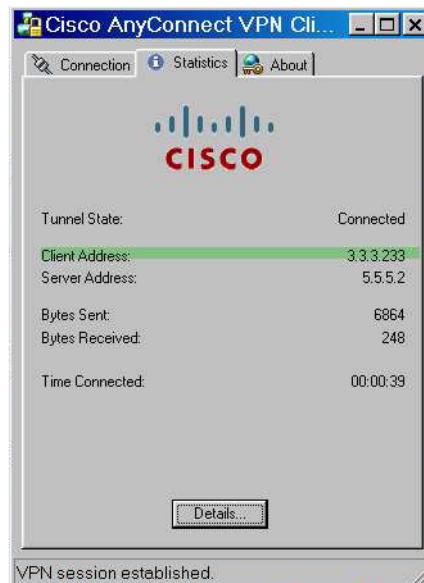 Cisco AnyConnect VPN Cli...
Connection Statistics About
CISCO
Tunnel State: Connected
Client Address: 3.3.3.233
Server Address: 5.5.5.2
Bytes Sent: 6864
Bytes Received: 248
Time Connected: 00:00:39
Details...
VPN session established.